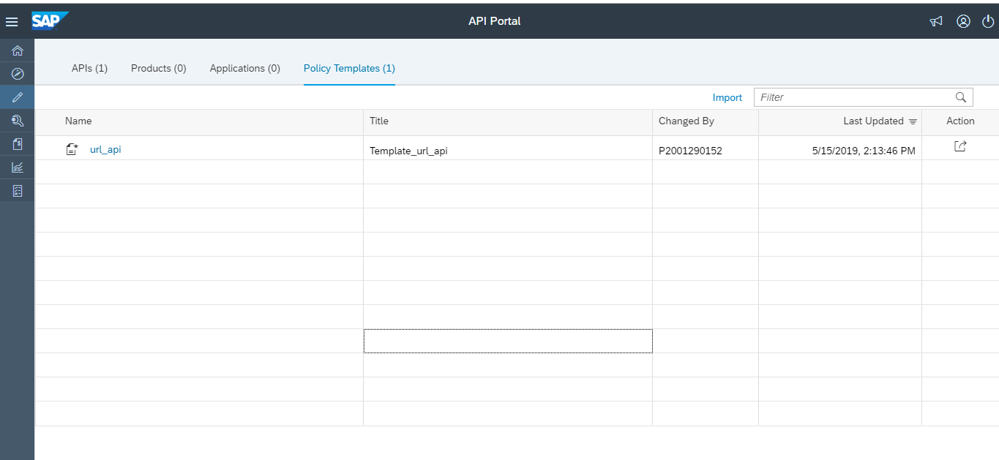 SAP API Portal
APIs (1) Products (0) Applications (0) Policy Templates (1)
Import Filter
Name Title Changed By Last Updated Action
url_api Template_url_api P2001290152 5/15/2019, 2:13:46 PM